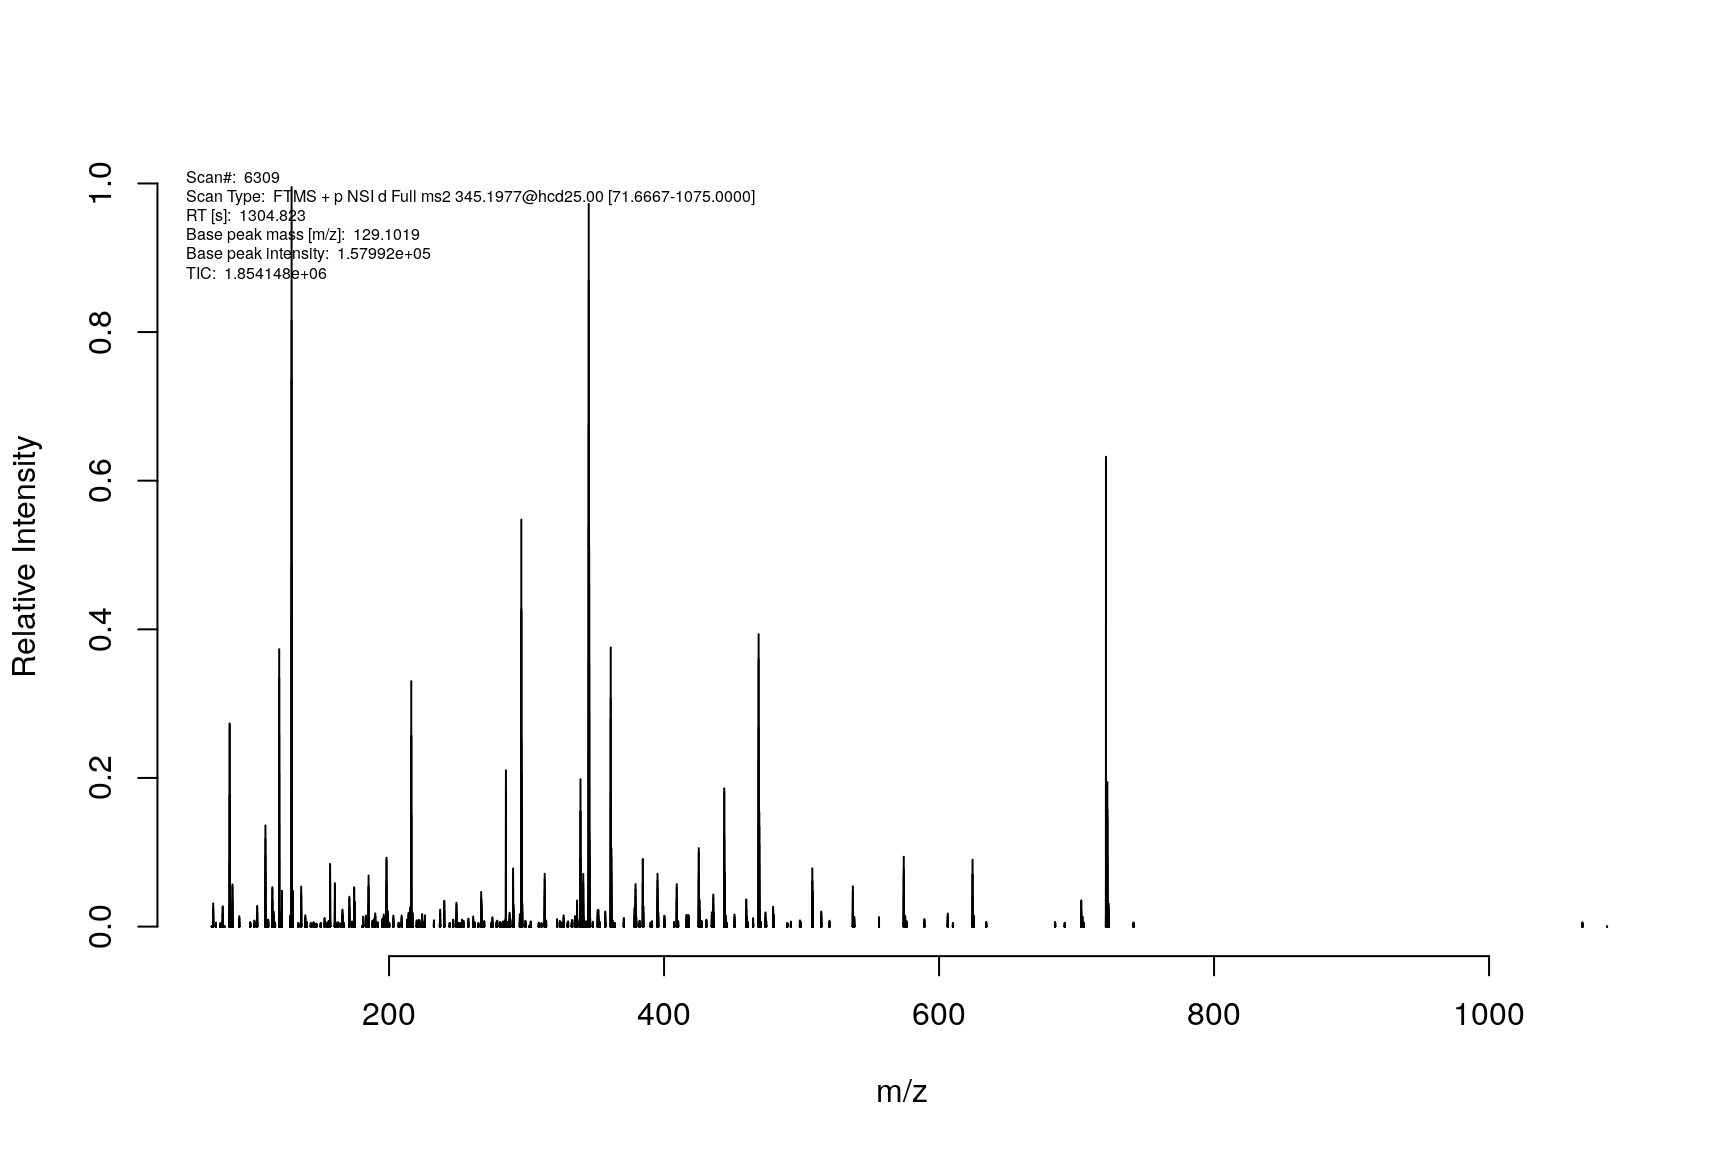 Scan#: 6309
Scan Type: FTMS + p NSI d Full ms2 345.1977@hcd25.00 [71.6667-1075.0000]
RT [s]: 1304.823
Base peak mass [m/z]: 129.1019
Base peak intensity: 1.57992e+05
TIC: 1.854148e+06
1.0
0.8
0.6
0.4
0.2
0.0
Relative Intensity
200 400 600 800 1000
m/z